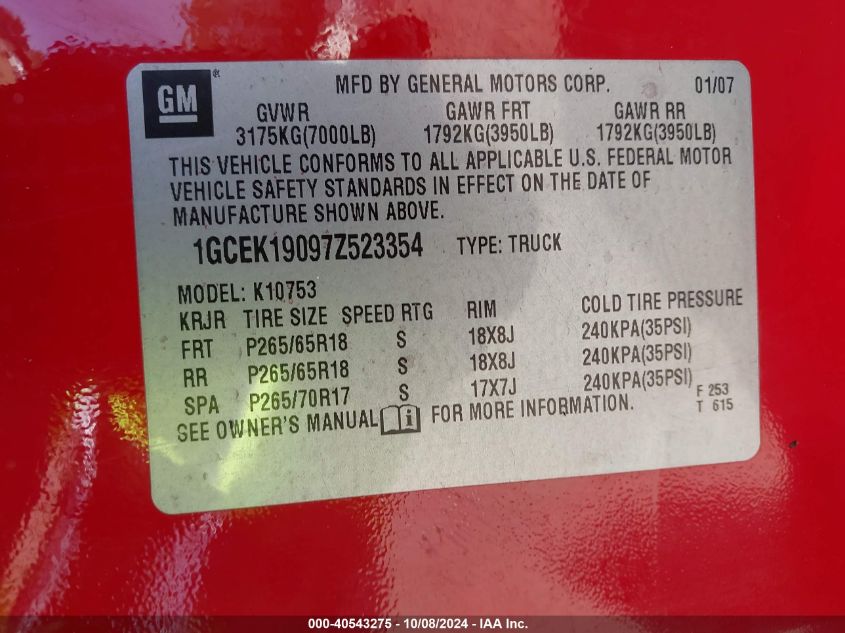 GM® MFD BY GENERAL MOTORS CORP. 01/07
GVWR GAWR FRT GAWR RR
3175KG(7000LB) 1792KG(3950LB) 1792KG(3950LB)
THIS VEHICLE CONFORMS TO ALL APPLICABLE U.S. FEDERAL MOTOR
VEHICLE SAFETY STANDARDS IN EFFECT ON THE DATE OF
MANUFACTURE SHOWN ABOVE.
1GCEK19097Z523354 TYPE: TRUCK
MODEL: K10753
KRJR TIRE SIZE SPEED RTG RIM COLD TIRE PRESSURE
FRT P265/65R18 S 18X8J 240KPA(35PSI)
RR P265/65R18 S 18X8J 240KPA(35PSI)
SPA P265/70R17 S 17X7J 240KPA(35PSI)
SEE OWNER'S MANUAL FOR MORE INFORMATION.
F 253
T 615
000-40543275 - 10/08/2024 - IAA Inc.